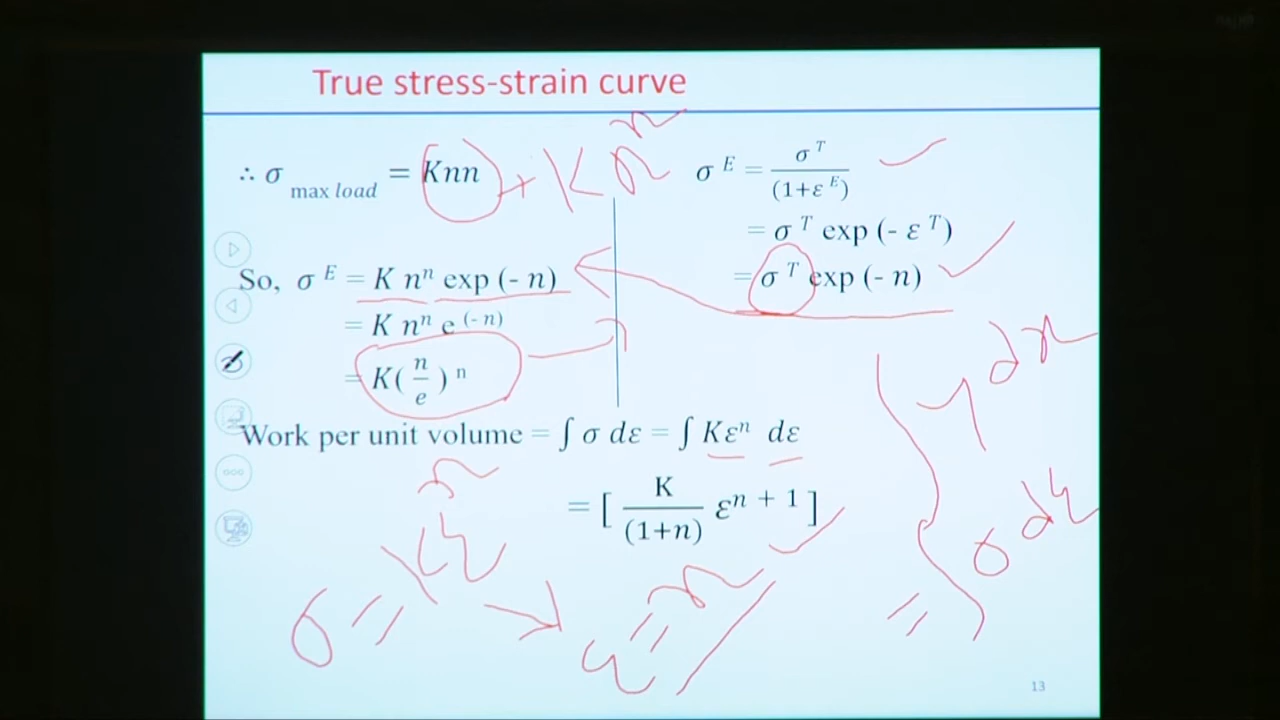 True stress-strain curve
∴ σ max load = Knn + K n^n
So, σ ᴱ = K nⁿ exp (- n)
= K nⁿ e ⁽⁻ ⁿ⁾
= K( n/e ) ⁿ
σ ᴱ = σ ᵀ / (1+ε ᴱ)
= σ ᵀ exp (- ε ᵀ)
= σ ᵀ exp (- n)
∫ y dx
= ∫ σ dε
Work per unit volume = ∫ σ dε = ∫ Kεⁿ dε
= [ K / (1+n) εⁿ ⁺ ¹ ]
σ = Kεⁿ → ε = n
13